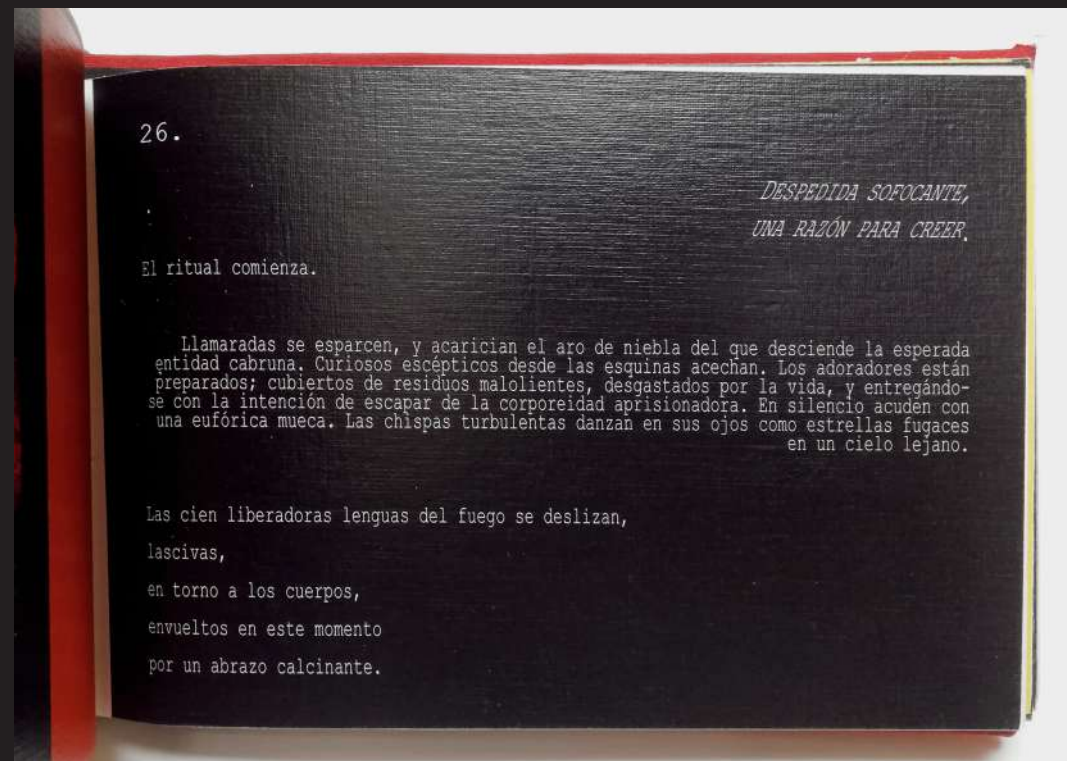 26.
DESPEDIDA SOFOCANTE,
UNA RAZÓN PARA CREER.
El ritual comienza.
Llamaradas se esparcen, y acarician el aro de niebla del que desciende la esperada
entidad cabruna. Curiosos escépticos desde las esquinas acechan. Los adoradores están
preparados; cubiertos de residuos malolientes, desgastados por la vida, y entregándo-
se con la intención de escapar de la corporeidad aprisionadora. En silencio acuden con
una eufórica mueca. Las chispas turbulentas danzan en sus ojos como estrellas fugaces
en un cielo lejano.
Las cien liberadoras lenguas del fuego se deslizan,
lascivas,
en torno a los cuerpos,
envueltos en este momento
por un abrazo calcinante.